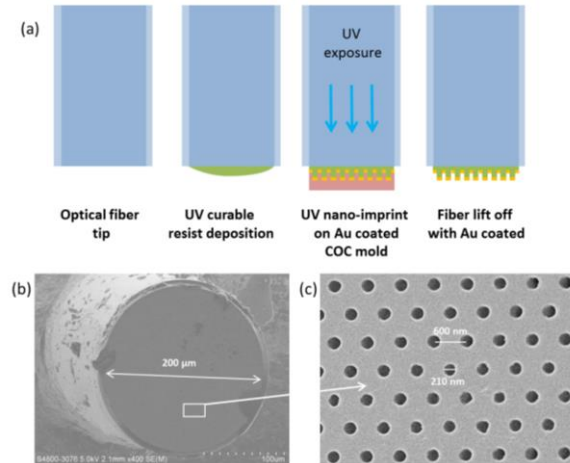 (a)
UV
exposure
Optical fiber
tip
UV curable
resist deposition
UV nano-imprint
on Au coated
COC mold
Fiber lift off
with Au coated
(b)
200 µm
S4800-3076 5.0kV 2.1mm x400 SE(M)
100um
(c)
600 nm
210 nm